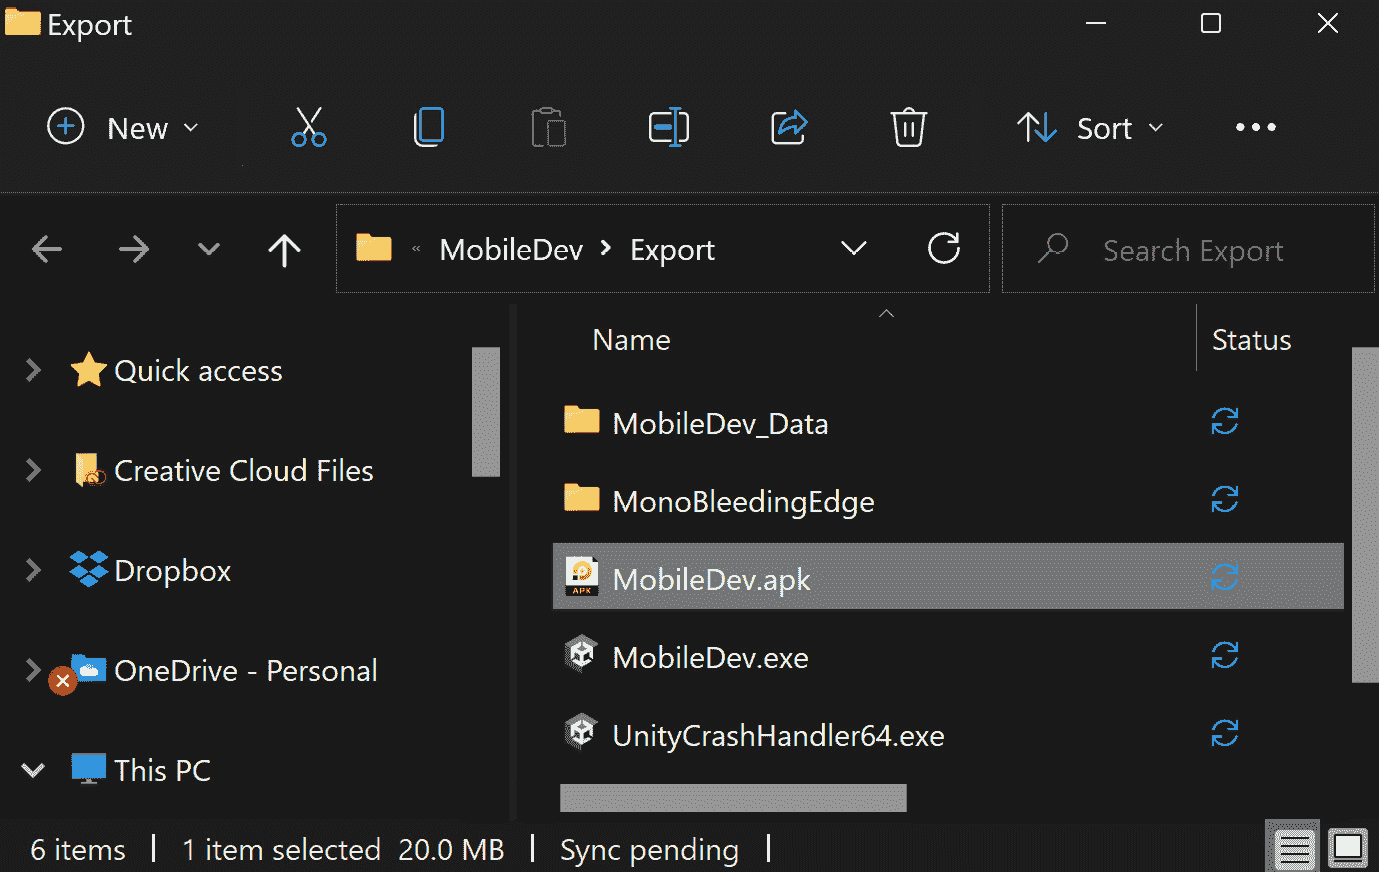 Export
New
Sort
« MobileDev > Export
Search Export
Name
Status
Quick access
Creative Cloud Files
Dropbox
OneDrive - Personal
This PC
MobileDev_Data
MonoBleedingEdge
APK
MobileDev.apk
MobileDev.exe
UnityCrashHandler64.exe
6 items | 1 item selected 20.0 MB | Sync pending |